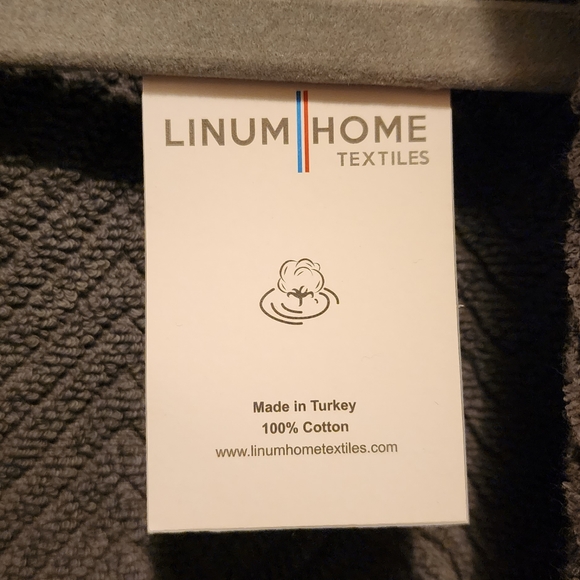 LINUM HOME
TEXTILES
Made in Turkey
100% Cotton
www.linumhometextiles.com